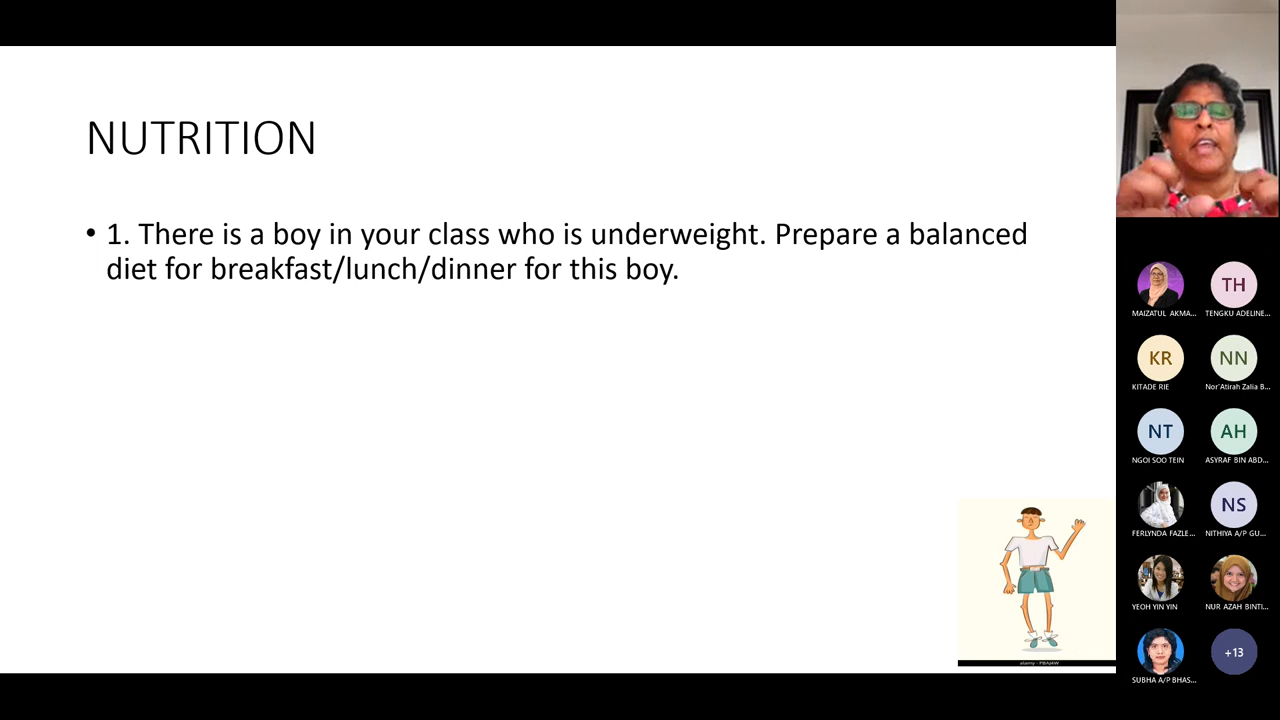 NUTRITION
• 1. There is a boy in your class who is underweight. Prepare a balanced
diet for breakfast/lunch/dinner for this boy.
alamy - PBAJ4W
MAIZATUL AKMA...
TH
TENGKU ADELINE...
KR
KITADE RIE
NN
Nor'Atirah Zalia B...
NT
NGOI SOO TEIN
AH
ASYRAF BIN ABD...
FERLYNDA FAZLE...
NS
NITHIYA A/P GU...
YEOH YIN YIN
NUR AZAH BINTI...
SUBHA A/P BHAS...
+13